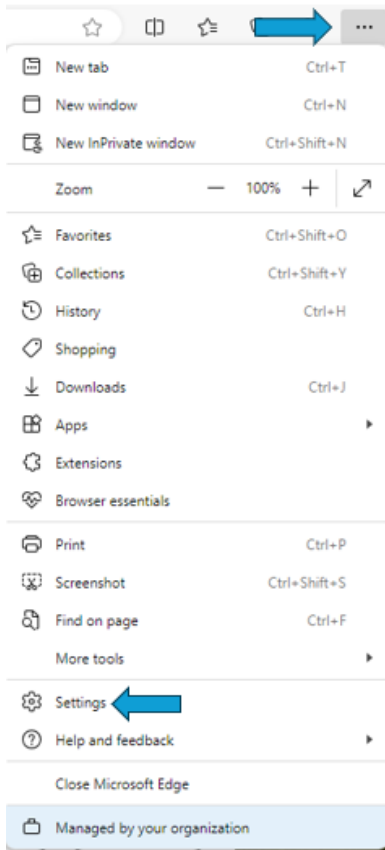 New tab Ctrl+T
New window Ctrl+N
New InPrivate window Ctrl+Shift+N
Zoom 100%
Favorites Ctrl+Shift+O
Collections Ctrl+Shift+Y
History Ctrl+H
Shopping
Downloads Ctrl+J
Apps
Extensions
Browser essentials
Print Ctrl+P
Screenshot Ctrl+Shift+S
Find on page Ctrl+F
More tools
Settings
Help and feedback
Close Microsoft Edge
Managed by your organization